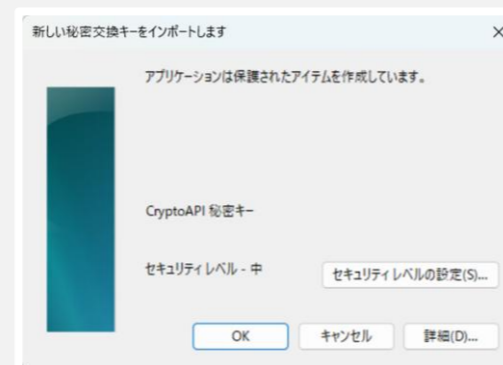 新しい秘密交換キーをインポートします
アプリケーションは保護されたアイテムを作成しています。
CryptoAPI 秘密キー
セキュリティ レベル - 中
セキュリティ レベルの設定(S)...
OK
キャンセル
詳細(D)...